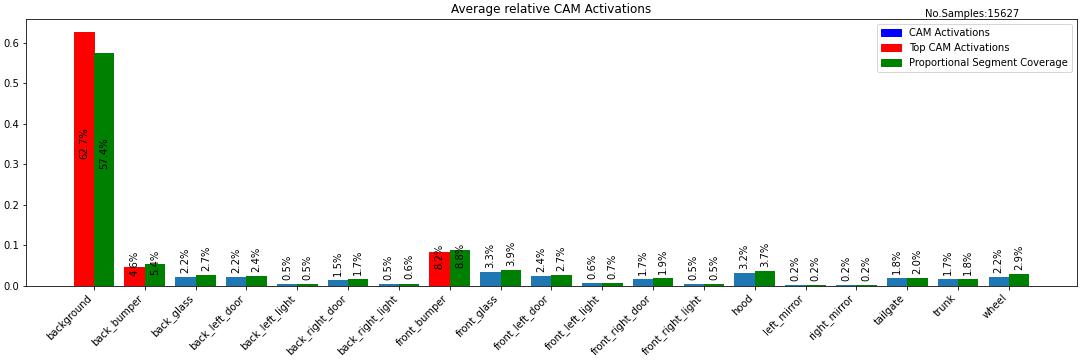 Average relative CAM Activations
No.Samples:15627
CAM Activations
Top CAM Activations
Proportional Segment Coverage
0.6
0.5
0.4
0.3
0.2
0.1
0.0
62.7% 57.4% 4.6% 5.4% 2.2% 2.7% 2.2% 2.4% 0.5% 0.5% 1.5% 1.7% 0.5% 0.6% 8.2% 8.8% 3.3% 3.9% 2.4% 2.7% 0.6% 0.7% 1.7% 1.9% 0.5% 0.5% 3.2% 3.7% 0.2% 0.2% 0.2% 0.2% 1.8% 2.0% 1.7% 1.8% 2.2% 2.9%
background
back_bumper
back_glass
back_left_door
back_left_light
back_right_door
back_right_light
front_bumper
front_glass
front_left_door
front_left_light
front_right_door
front_right_light
hood
left_mirror
right_mirror
tailgate
trunk
wheel